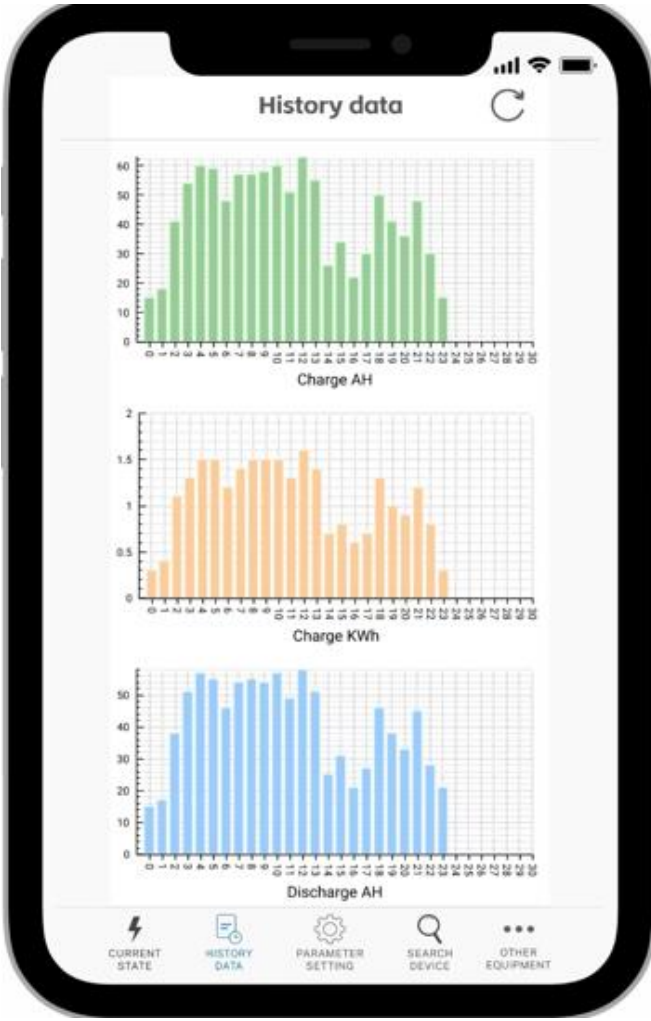 History data
60
50
40
30
20
10
0
0 1 2 3 4 5 6 7 8 9 10 11 12 13 14 15 16 17 18 19 20 21 22 23 24 25 26 27 28 29 30
Charge AH
2
1.5
1
0.5
0
0 1 2 3 4 5 6 7 8 9 10 11 12 13 14 15 16 17 18 19 20 21 22 23 24 25 26 27 28 29 30
Charge KWh
50
40
30
20
10
0
0 1 2 3 4 5 6 7 8 9 10 11 12 13 14 15 16 17 18 19 20 21 22 23 24 25 26 27 28 29 30
Discharge AH
CURRENT HISTORY PARAMETER SEARCH OTHER
STATE DATA SETTING DEVICE EQUIPMENT